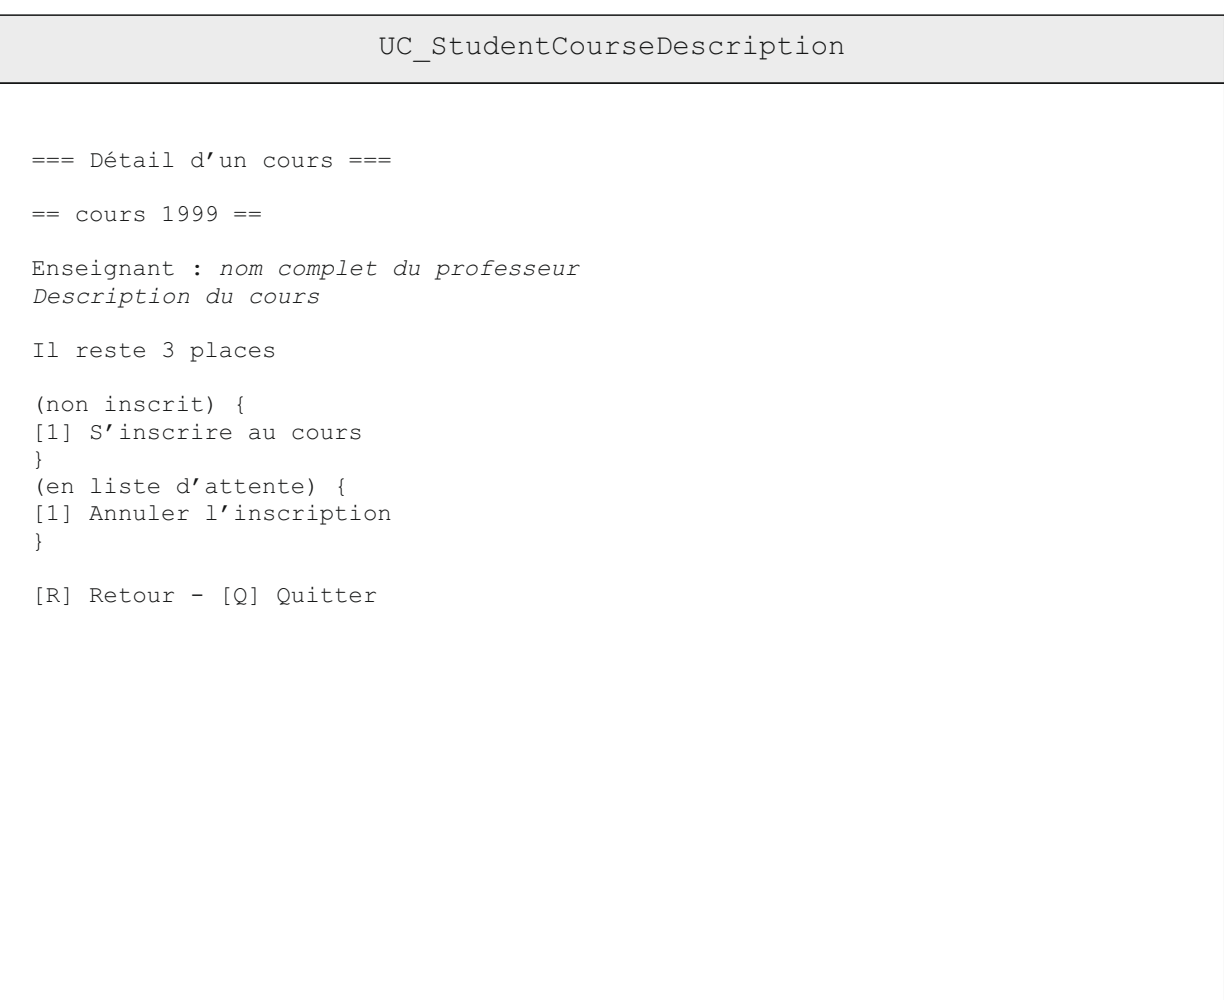 UC_StudentCourseDescription
=== Détail d’un cours ===
== cours 1999 ==
Enseignant : nom complet du professeur
Description du cours
Il reste 3 places
(non inscrit) {
[1] S’inscrire au cours
}
(en liste d’attente) {
[1] Annuler l’inscription
}
[R] Retour - [Q] Quitter